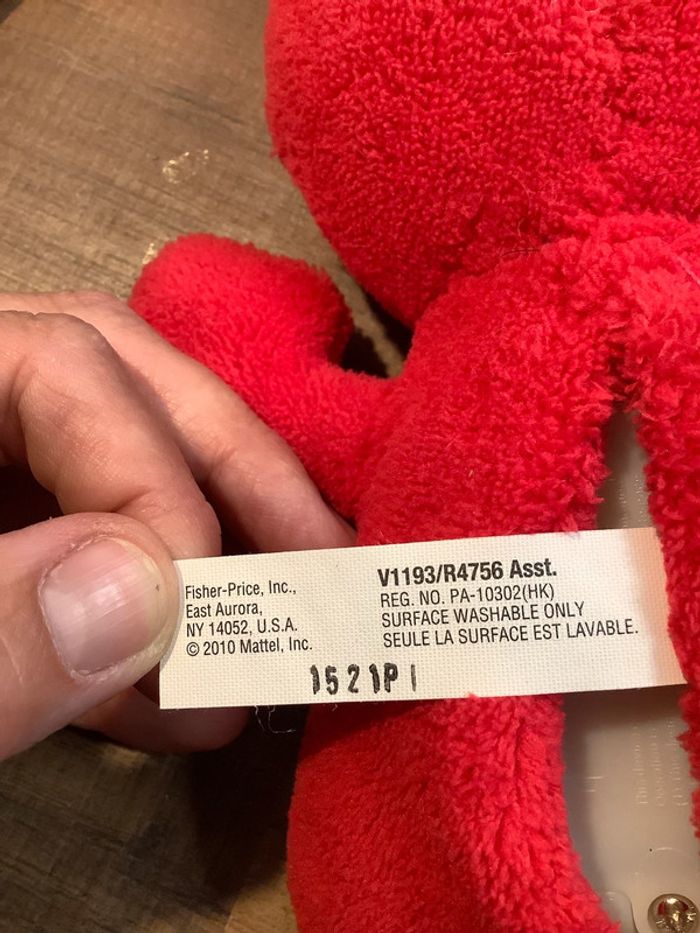 Fisher-Price, Inc.,
East Aurora,
NY 14052, U.S.A.
© 2010 Mattel, Inc.
V1193/R4756 Asst.
REG. NO. PA-10302(HK)
SURFACE WASHABLE ONLY
SEULE LA SURFACE EST LAVABLE.
1521P1